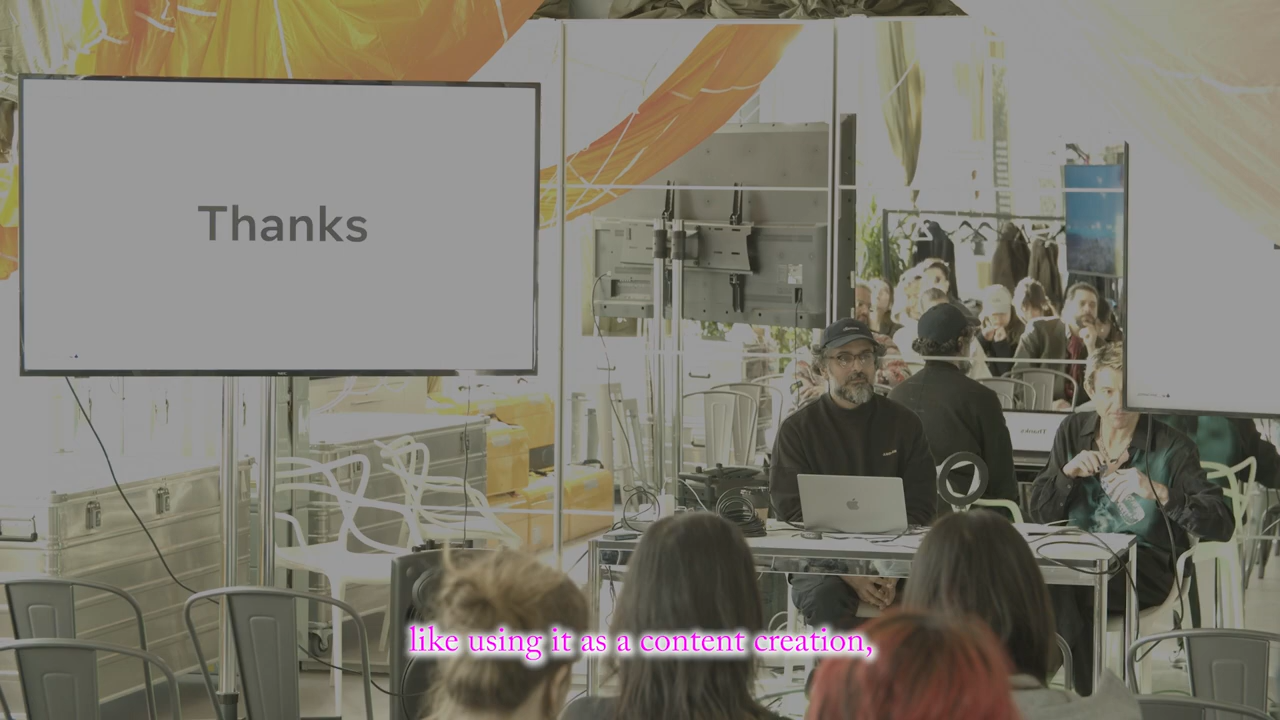 Thanks
like using it as a content creation,